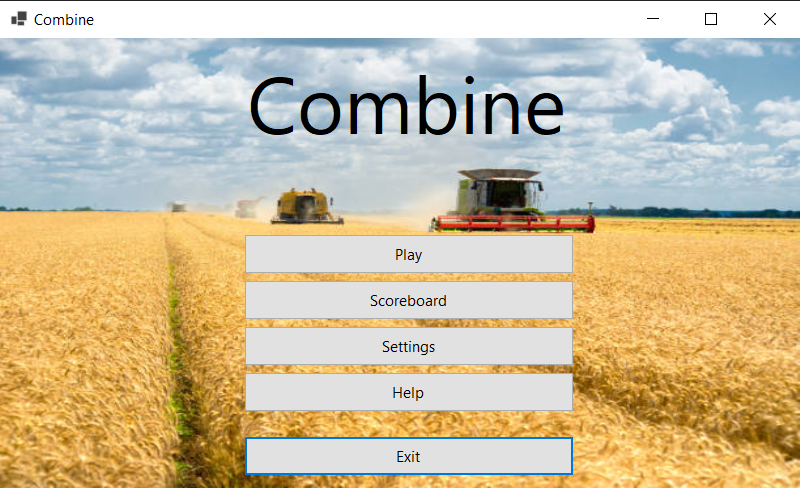 Combine
Combine
Play
Scoreboard
Settings
Help
Exit